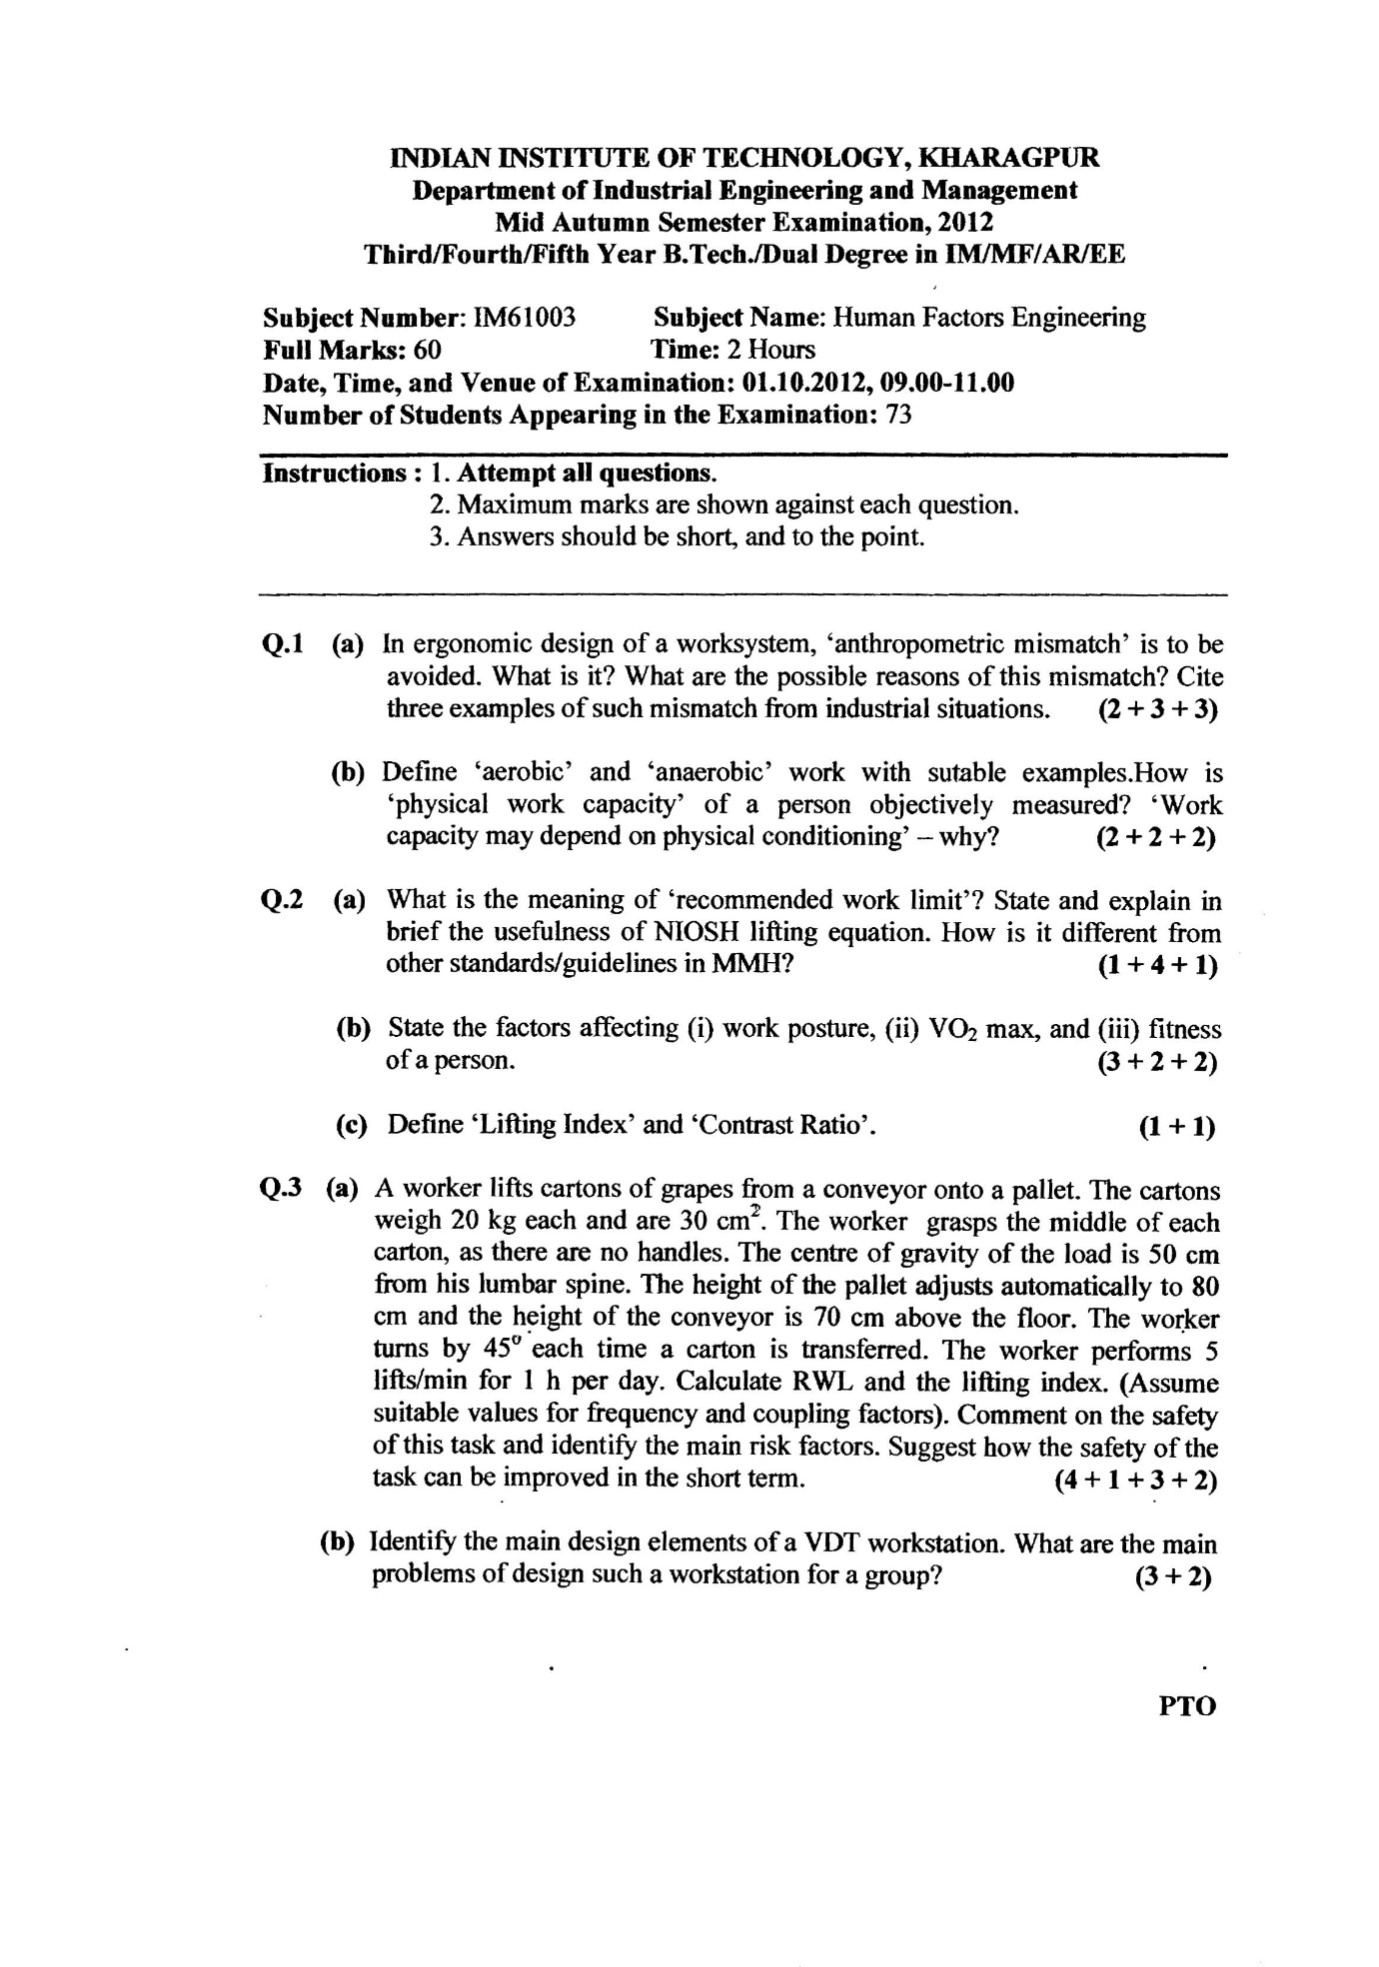 INDIAN INSTITUTE OF TECHNOLOGY, KHARAGPUR
Department of Industrial Engineering and Management
Mid Autumn Semester Examination, 2012
Third/Fourth/Fifth Year B.Tech./Dual Degree in IM/MF/AR/EE
Subject Number: IM61003 Subject Name: Human Factors Engineering
Full Marks: 60 Time: 2 Hours
Date, Time, and Venue of Examination: 01.10.2012, 09.00-11.00
Number of Students Appearing in the Examination: 73
Instructions : 1. Attempt all questions.
2. Maximum marks are shown against each question.
3. Answers should be short, and to the point.
Q.1 (a) In ergonomic design of a worksystem, ‘anthropometric mismatch’ is to be
avoided. What is it? What are the possible reasons of this mismatch? Cite
three examples of such mismatch from industrial situations. (2 + 3 + 3)
(b) Define ‘aerobic’ and ‘anaerobic’ work with sutable examples.How is
‘physical work capacity’ of a person objectively measured? ‘Work
capacity may depend on physical conditioning’ – why? (2 + 2 + 2)
Q.2 (a) What is the meaning of ‘recommended work limit’? State and explain in
brief the usefulness of NIOSH lifting equation. How is it different from
other standards/guidelines in MMH? (1 + 4 + 1)
(b) State the factors affecting (i) work posture, (ii) VO₂ max, and (iii) fitness
of a person. (3 + 2 + 2)
(c) Define ‘Lifting Index’ and ‘Contrast Ratio’. (1 + 1)
Q.3 (a) A worker lifts cartons of grapes from a conveyor onto a pallet. The cartons
weigh 20 kg each and are 30 cm². The worker grasps the middle of each
carton, as there are no handles. The centre of gravity of the load is 50 cm
from his lumbar spine. The height of the pallet adjusts automatically to 80
cm and the height of the conveyor is 70 cm above the floor. The worker
turns by 45° each time a carton is transferred. The worker performs 5
lifts/min for 1 h per day. Calculate RWL and the lifting index. (Assume
suitable values for frequency and coupling factors). Comment on the safety
of this task and identify the main risk factors. Suggest how the safety of the
task can be improved in the short term. (4 + 1 + 3 + 2)
(b) Identify the main design elements of a VDT workstation. What are the main
problems of design such a workstation for a group? (3 + 2)
PTO